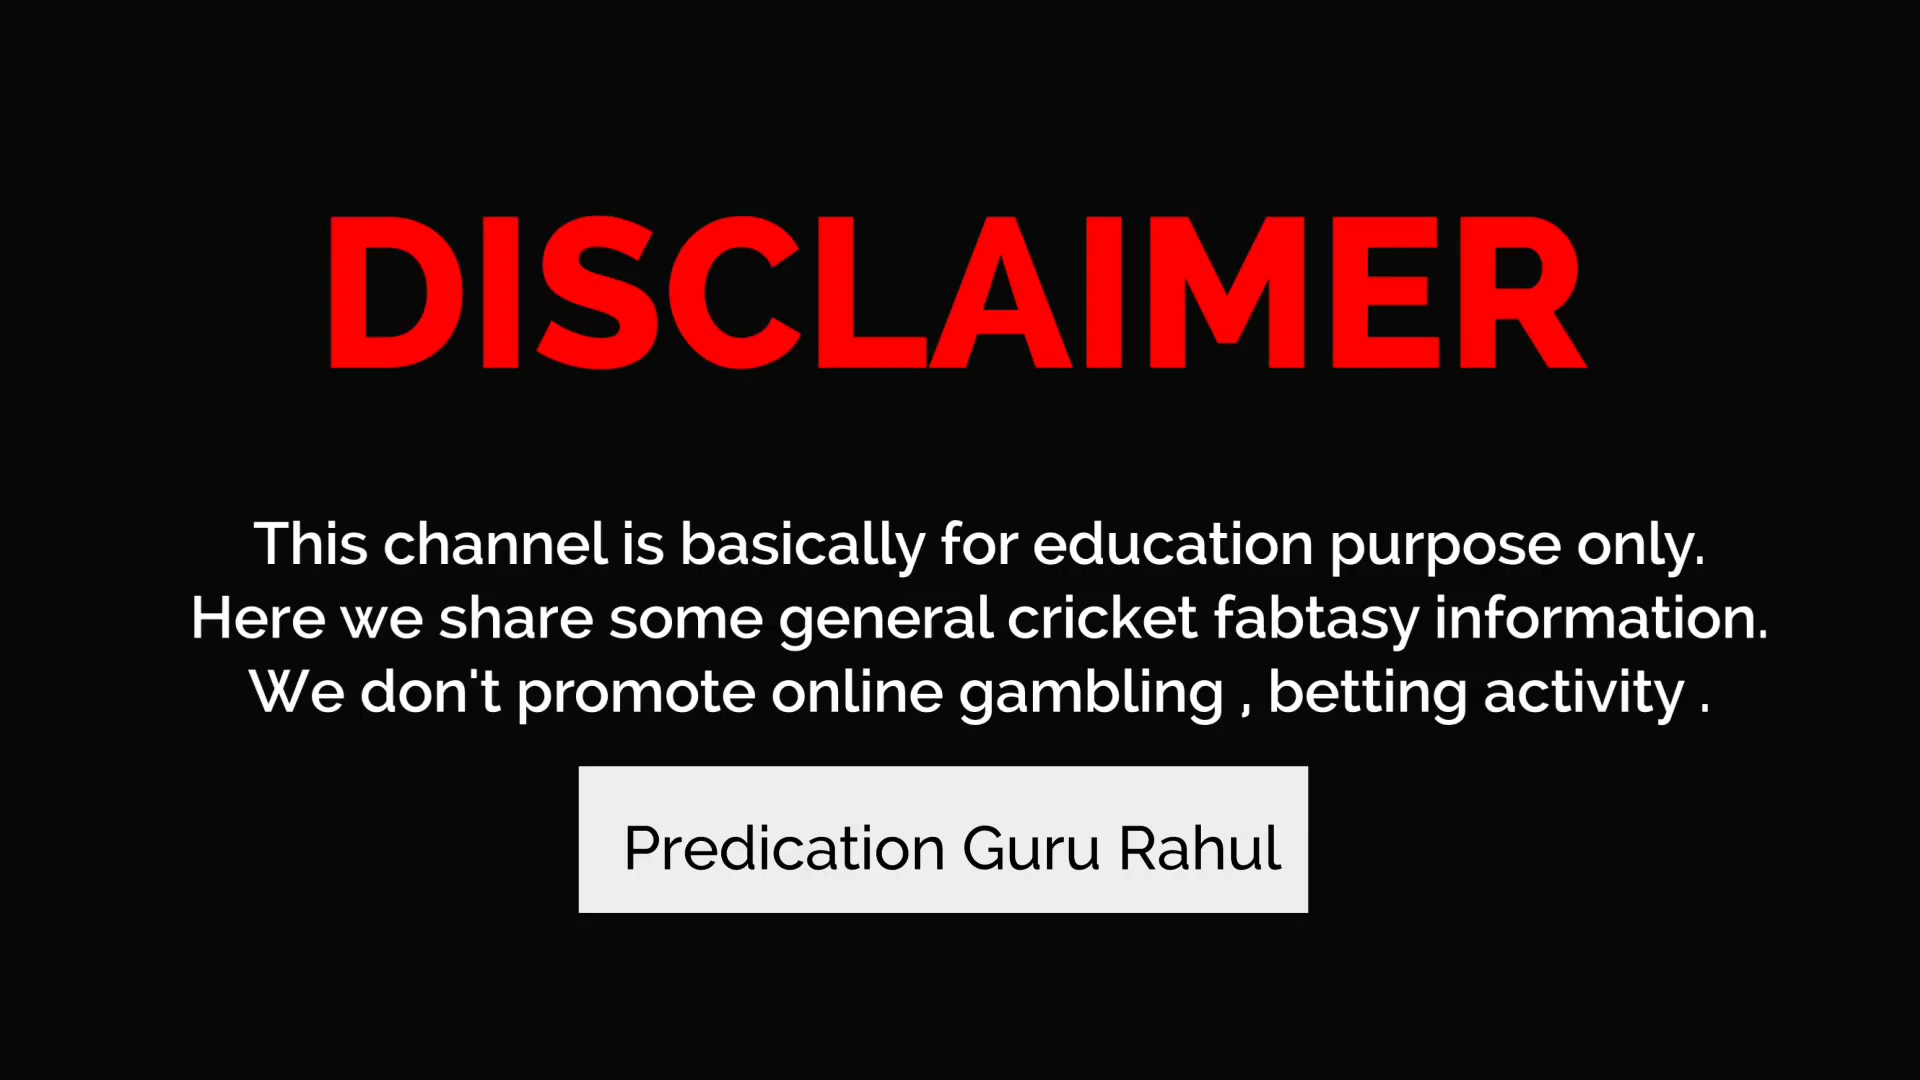 DISCLAIMER
This channel is basically for education purpose only.
Here we share some general cricket fabtasy information.
We don't promote online gambling , betting activity .
Predication Guru Rahul